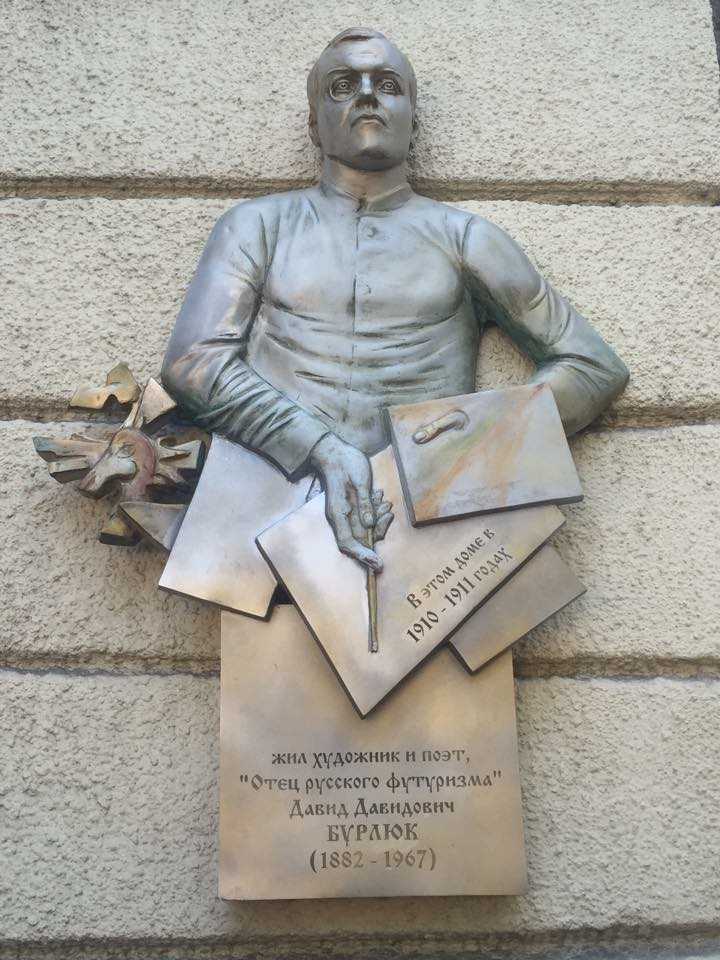 В этом доме в
1910 - 1911 годах
жил художник и поэт,
"Отец русского футуризма"
Давид Давидович
БУРЛЮК
(1882 - 1967)